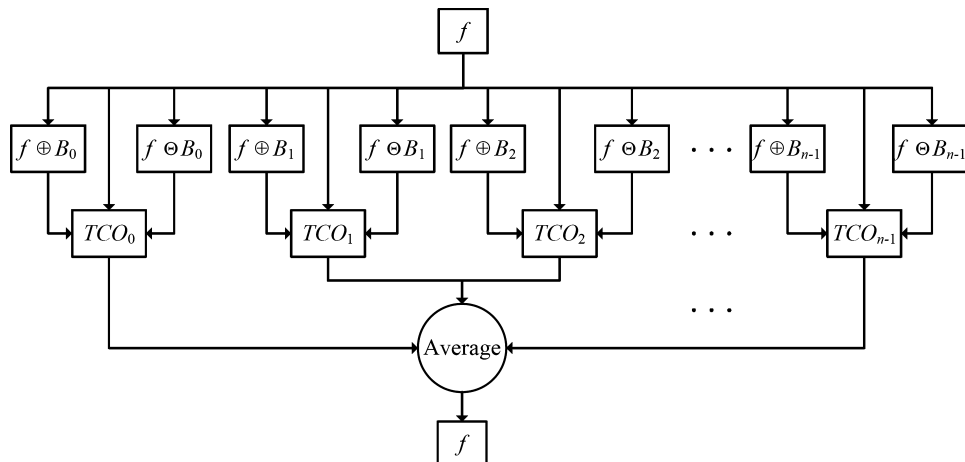 f
f ⊕ B₀
f Θ B₀
f ⊕ B₁
f Θ B₁
f ⊕ B₂
f Θ B₂
· · ·
f ⊕ Bₙ₋₁
f Θ Bₙ₋₁
TCO₀
TCO₁
TCO₂
· · ·
TCOₙ₋₁
· · ·
Average
f